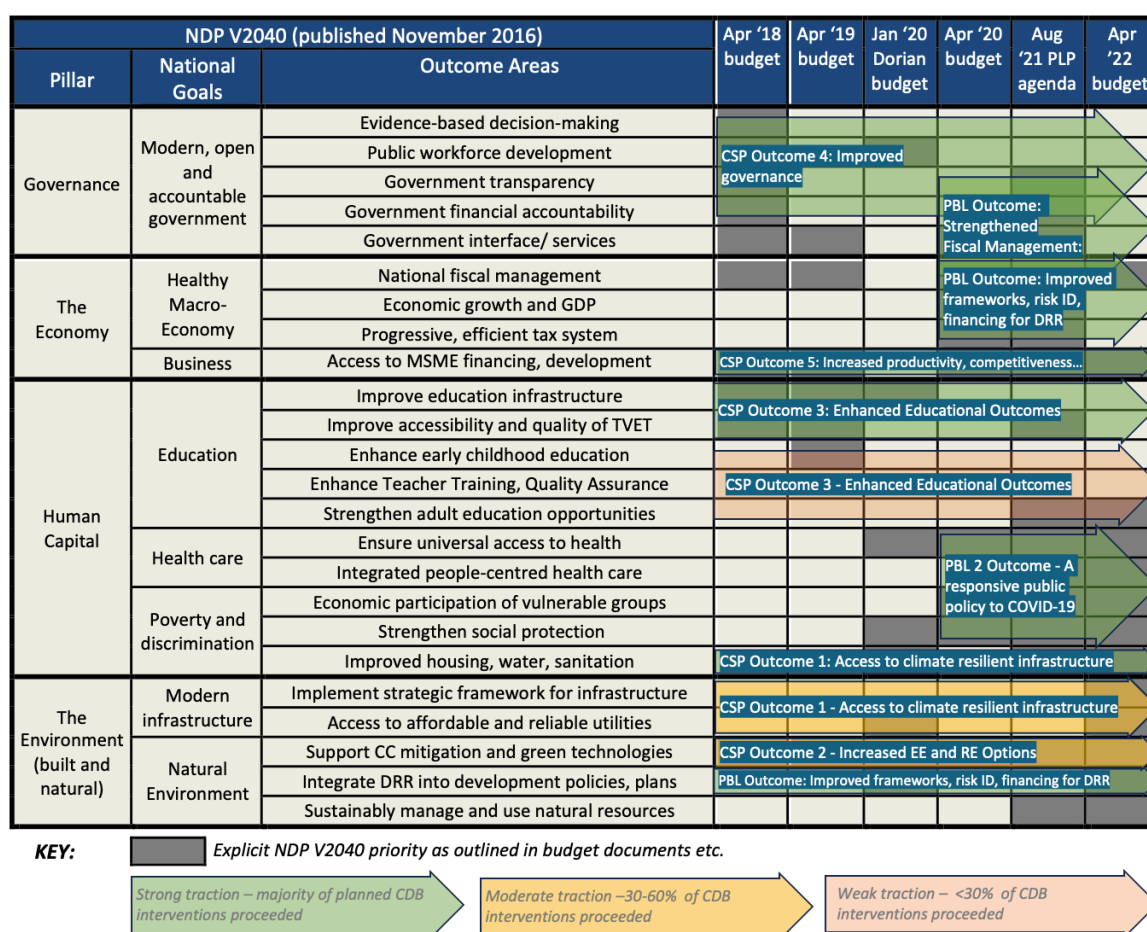 NDP V2040 (published November 2016)
Pillar
National
Goals
Outcome Areas
Apr ‘18
budget
Apr ‘19
budget
Jan ‘20
Dorian
budget
Apr ‘20
budget
Aug
‘21 PLP
agenda
Apr
’22
budget
Governance
Modern, open
and
accountable
government
Evidence-based decision-making
Public workforce development
Government transparency
Government financial accountability
Government interface/ services
CSP Outcome 4: Improved
governance
PBL Outcome:
Strengthened
Fiscal Management:
The
Economy
Healthy
Macro-
Economy
National fiscal management
Economic growth and GDP
Progressive, efficient tax system
PBL Outcome: Improved
frameworks, risk ID,
financing for DRR
Business
Access to MSME financing, development
CSP Outcome 5: Increased productivity, competitiveness...
Human
Capital
Education
Improve education infrastructure
Improve accessibility and quality of TVET
CSP Outcome 3: Enhanced Educational Outcomes
Enhance early childhood education
Enhance Teacher Training, Quality Assurance
Strengthen adult education opportunities
CSP Outcome 3 - Enhanced Educational Outcomes
Health care
Ensure universal access to health
Integrated people-centred health care
PBL 2 Outcome - A
responsive public
policy to COVID-19
Poverty and
discrimination
Economic participation of vulnerable groups
Strengthen social protection
Improved housing, water, sanitation
CSP Outcome 1: Access to climate resilient infrastructure
The
Environment
(built and
natural)
Modern
infrastructure
Implement strategic framework for infrastructure
Access to affordable and reliable utilities
CSP Outcome 1 - Access to climate resilient infrastructure
Natural
Environment
Support CC mitigation and green technologies
CSP Outcome 2 - Increased EE and RE Options
Integrate DRR into development policies, plans
PBL Outcome: Improved frameworks, risk ID, financing for DRR
Sustainably manage and use natural resources
KEY:
Explicit NDP V2040 priority as outlined in budget documents etc.
Strong traction – majority of planned CDB
interventions proceeded
Moderate traction –30-60% of CDB
interventions proceeded
Weak traction – <30% of CDB
interventions proceeded